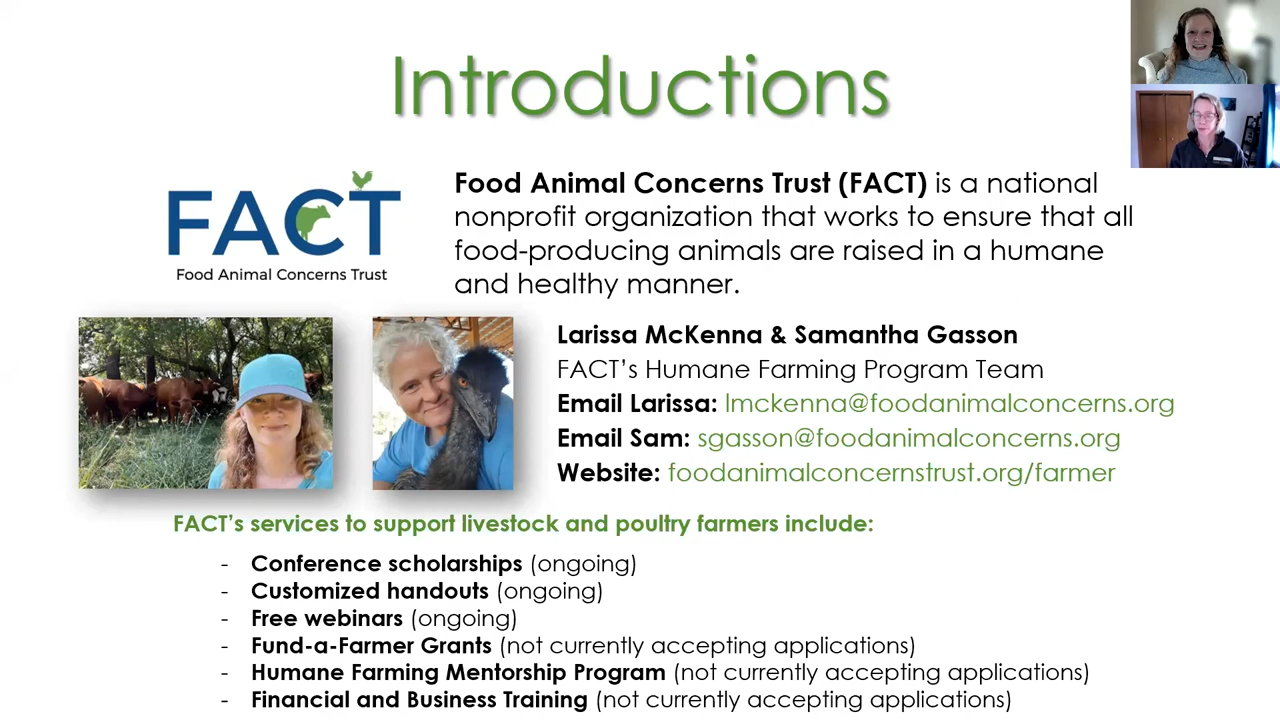 Introductions
FACT
Food Animal Concerns Trust
Food Animal Concerns Trust (FACT) is a national
nonprofit organization that works to ensure that all
food-producing animals are raised in a humane
and healthy manner.
Larissa McKenna & Samantha Gasson
FACT's Humane Farming Program Team
Email Larissa: lmckenna@foodanimalconcerns.org
Email Sam: sgasson@foodanimalconcerns.org
Website: foodanimalconcernstrust.org/farmer
FACT's services to support livestock and poultry farmers include:
- Conference scholarships (ongoing)
- Customized handouts (ongoing)
- Free webinars (ongoing)
- Fund-a-Farmer Grants (not currently accepting applications)
- Humane Farming Mentorship Program (not currently accepting applications)
- Financial and Business Training (not currently accepting applications)